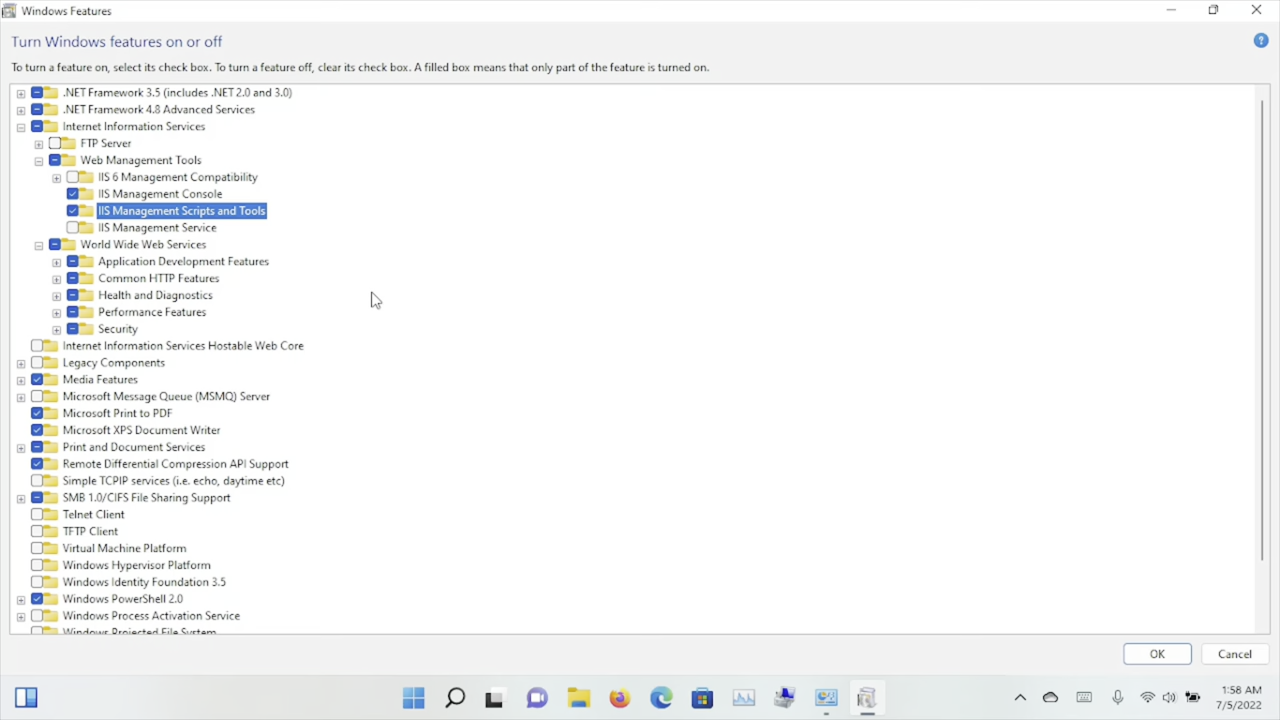 Windows Features
Turn Windows features on or off
To turn a feature on, select its check box. To turn a feature off, clear its check box. A filled box means that only part of the feature is turned on.
.NET Framework 3.5 (includes .NET 2.0 and 3.0)
.NET Framework 4.8 Advanced Services
Internet Information Services
FTP Server
Web Management Tools
IIS 6 Management Compatibility
IIS Management Console
IIS Management Scripts and Tools
IIS Management Service
World Wide Web Services
Application Development Features
Common HTTP Features
Health and Diagnostics
Performance Features
Security
Internet Information Services Hostable Web Core
Legacy Components
Media Features
Microsoft Message Queue (MSMQ) Server
Microsoft Print to PDF
Microsoft XPS Document Writer
Print and Document Services
Remote Differential Compression API Support
Simple TCPIP services (i.e. echo, daytime etc)
SMB 1.0/CIFS File Sharing Support
Telnet Client
TFTP Client
Virtual Machine Platform
Windows Hypervisor Platform
Windows Identity Foundation 3.5
Windows PowerShell 2.0
Windows Process Activation Service
Windows Projected File System
OK
Cancel
1:58 AM
7/5/2022